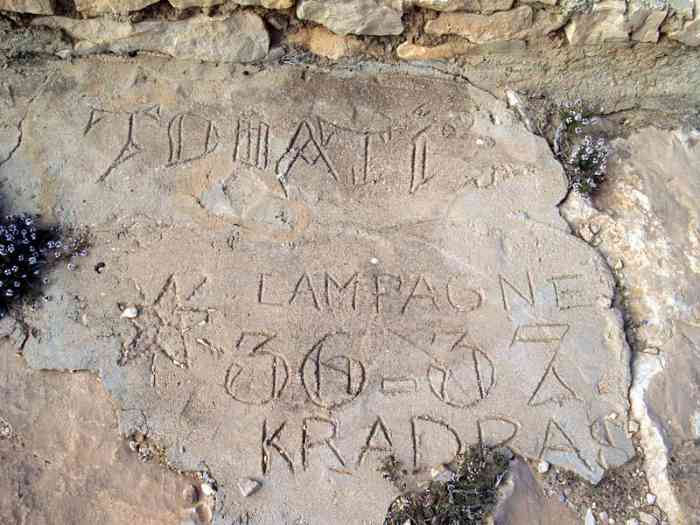 TOUATi
CAMPAGNE
36-37
KRADRAS